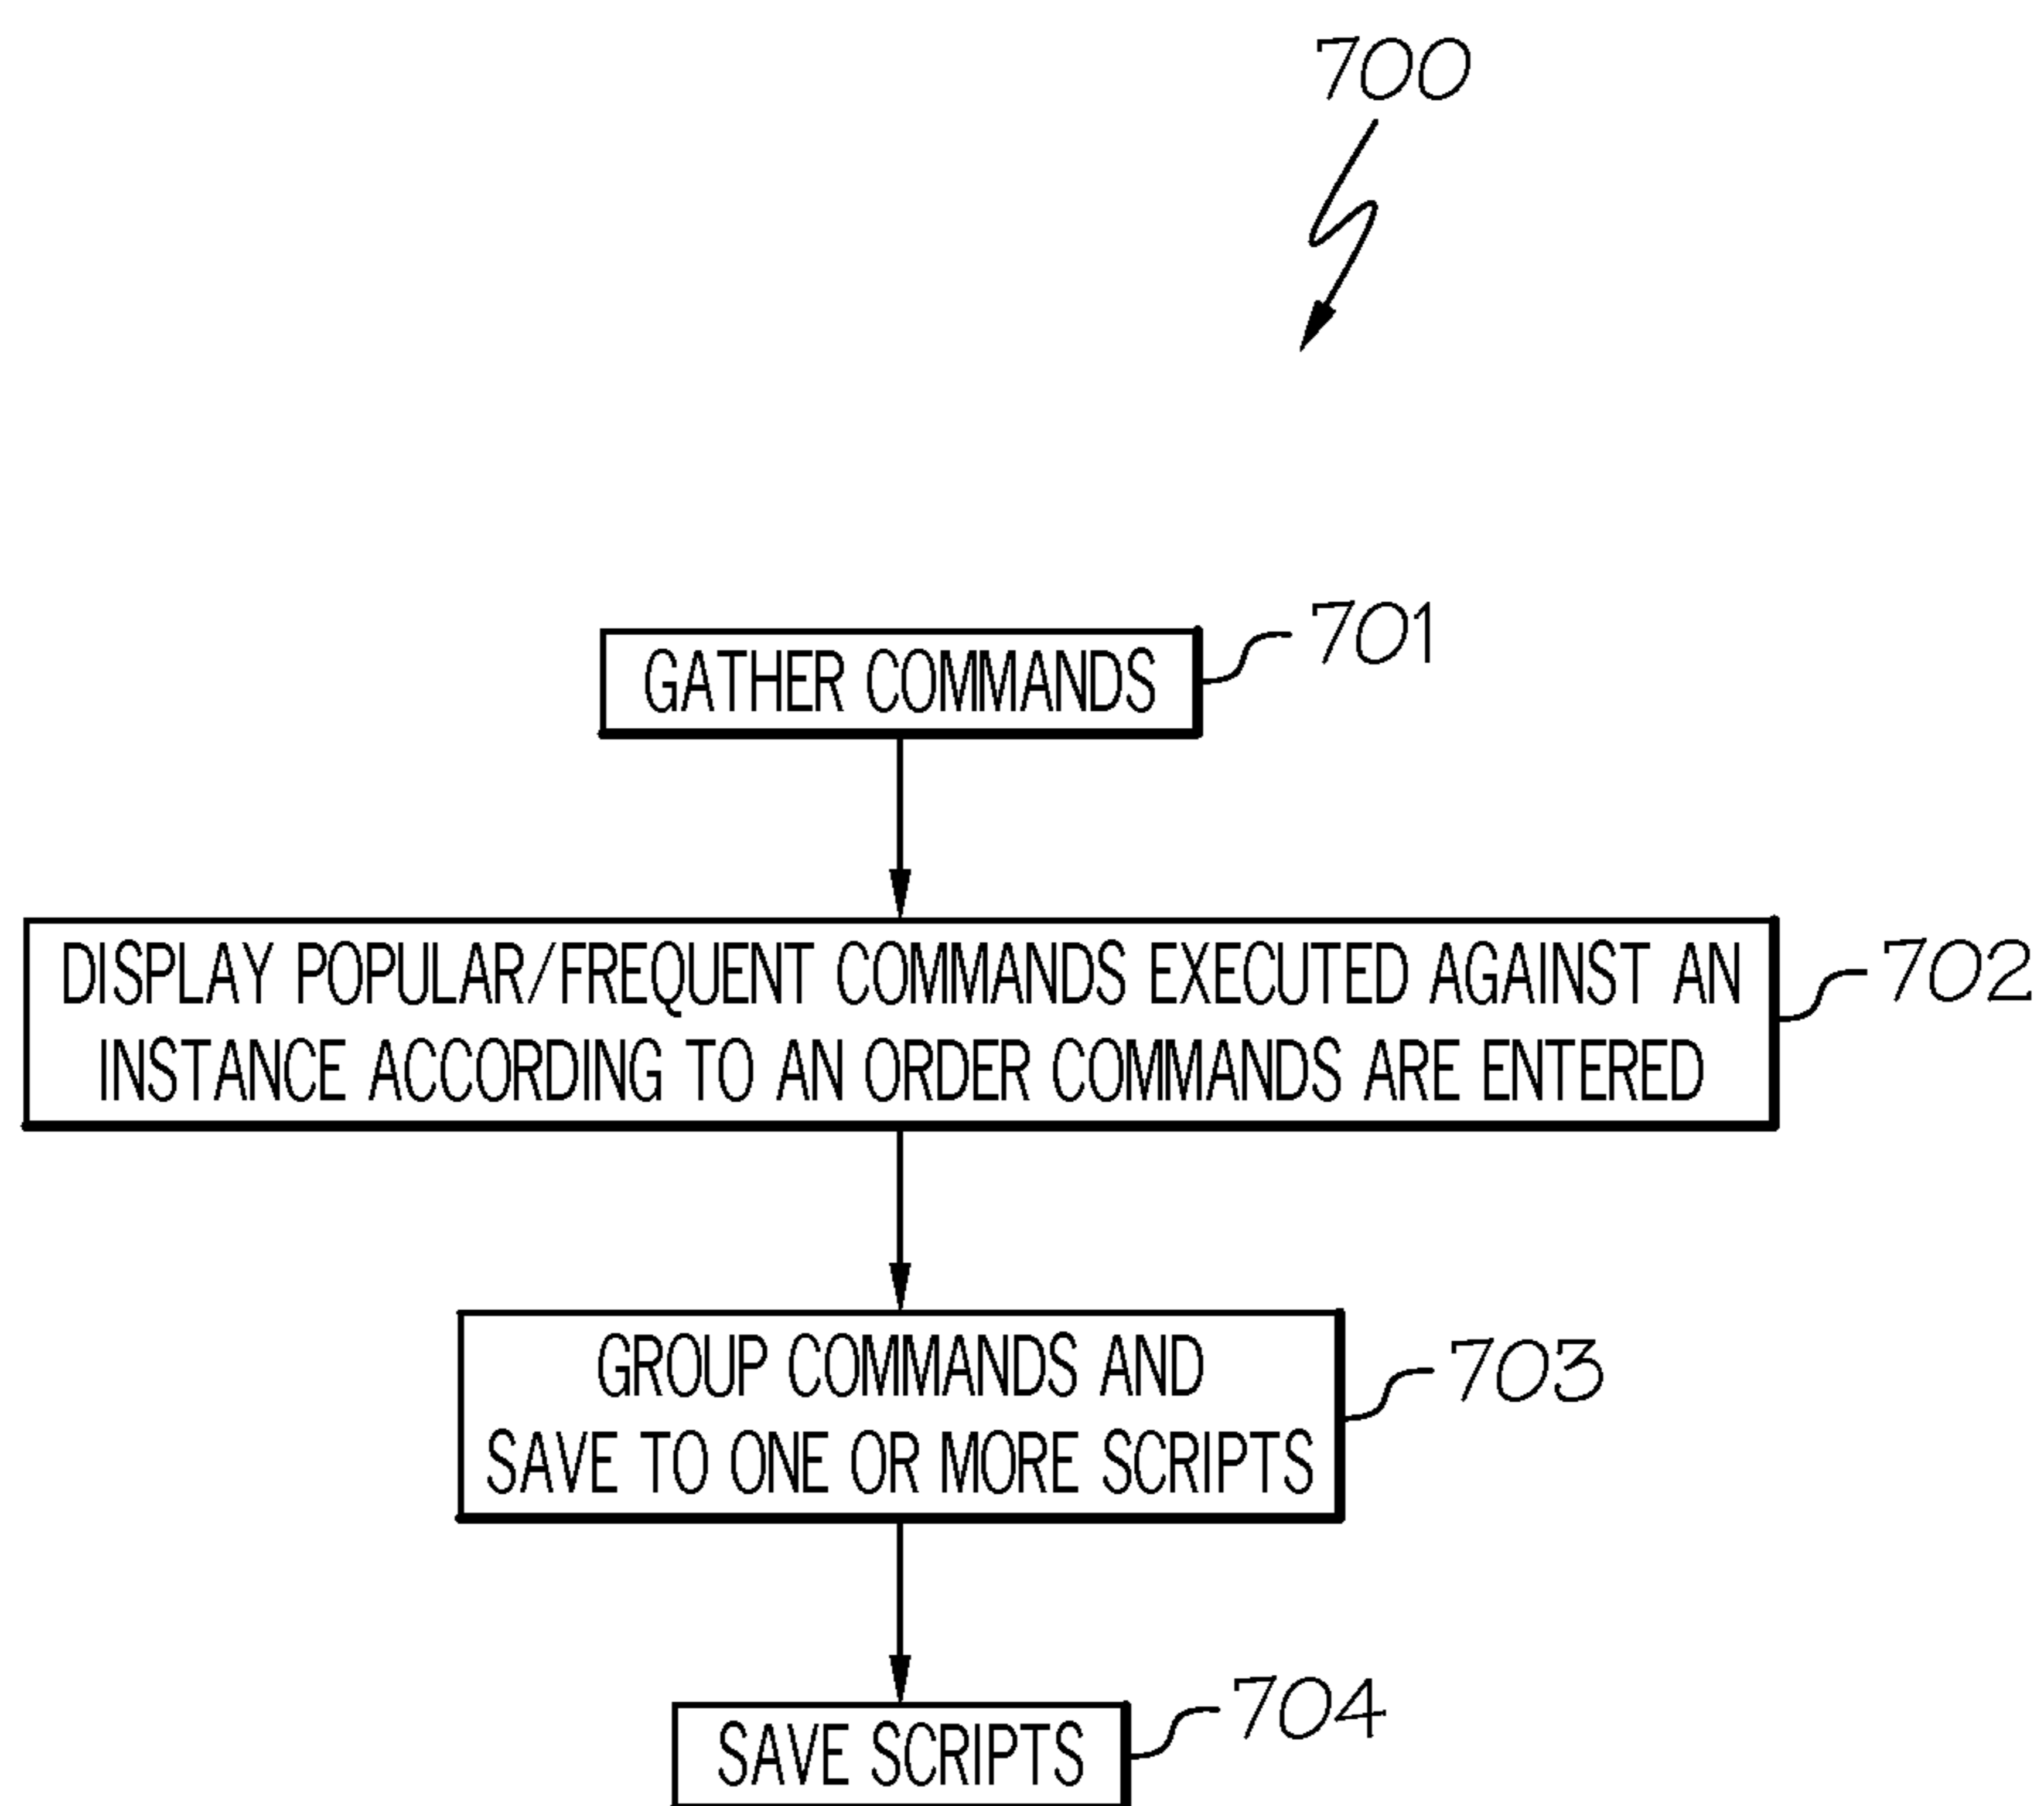 700
GATHER COMMANDS
701
DISPLAY POPULAR/FREQUENT COMMANDS EXECUTED AGAINST AN
INSTANCE ACCORDING TO AN ORDER COMMANDS ARE ENTERED
702
GROUP COMMANDS AND
SAVE TO ONE OR MORE SCRIPTS
703
SAVE SCRIPTS
704